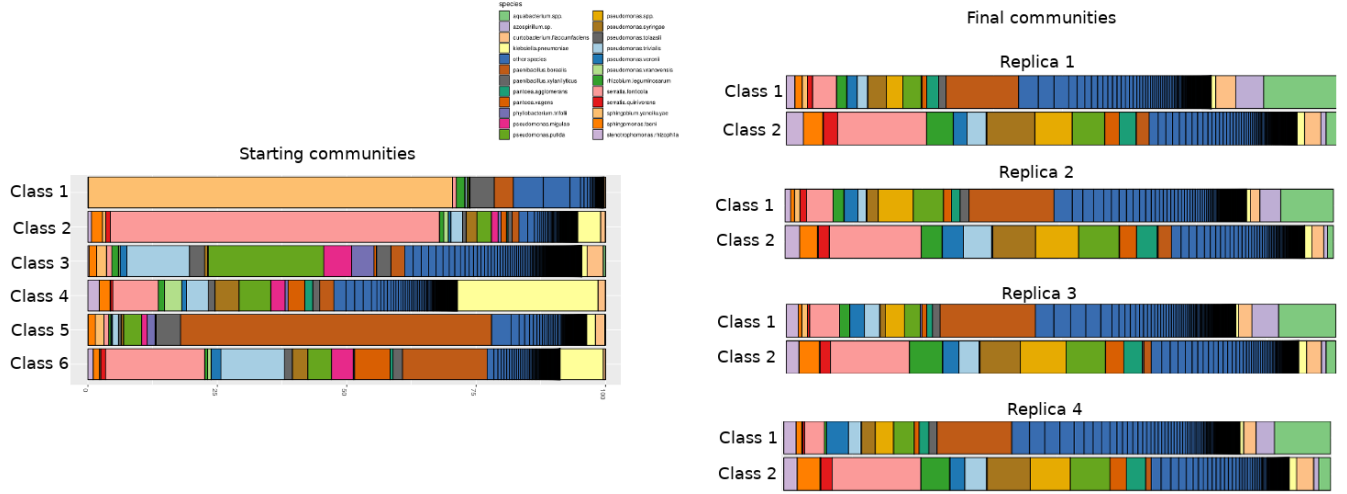 species
aquabacterium.spp.
azospirillum.sp.
curtobacterium.flaccumfaciens
klebsiella.pneumoniae
other.species
paenibacillus.borealis
paenibacillus.xylanilyticus
pantoea.agglomerans
pantoea.vagans
phyllobacterium.trifolii
pseudomonas.migulae
pseudomonas.putida
pseudomonas.spp.
pseudomonas.syringae
pseudomonas.tolaasii
pseudomonas.trivialis
pseudomonas.veronii
rhizobium.leguminosarum
serratia.fonticola
serratia.quinivorans
sphingobium.yanoikuyae
stenotrophomonas.rhizophila
Starting communities
Class 1
Class 2
Class 3
Class 4
Class 5
Class 6
0
25
50
75
100
Final communities
Replica 1
Class 1
Class 2
Replica 2
Class 1
Class 2
Replica 3
Class 1
Class 2
Replica 4
Class 1
Class 2